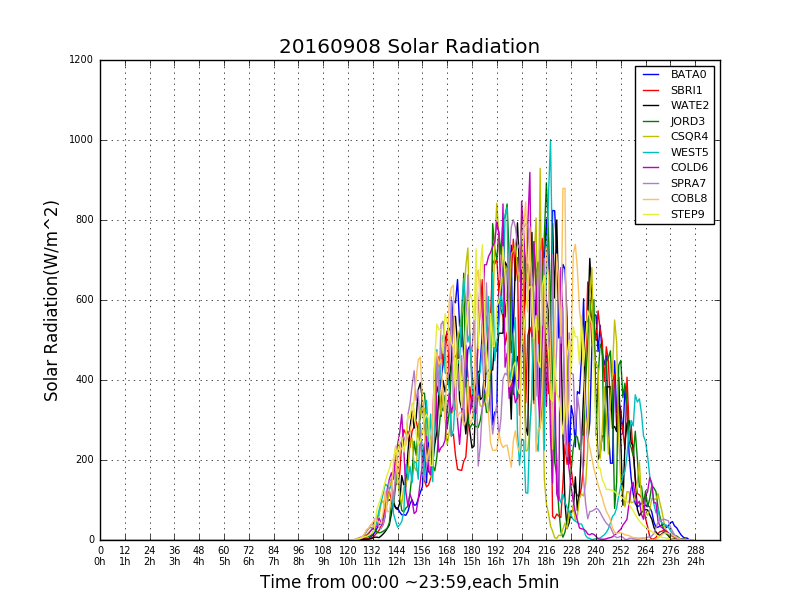 20160908 Solar Radiation
1200
1000
800
600
400
200
0
Solar Radiation(W/m^2)
BATA0
SBRI1
WATE2
JORD3
CSQR4
WEST5
COLD6
SPRA7
COBL8
STEP9
0 12 24 36 48 60 72 84 96 108 120 132 144 156 168 180 192 204 216 228 240 252 264 276 288
0h 1h 2h 3h 4h 5h 6h 7h 8h 9h 10h 11h 12h 13h 14h 15h 16h 17h 18h 19h 20h 21h 22h 23h 24h
Time from 00:00 ~23:59,each 5min